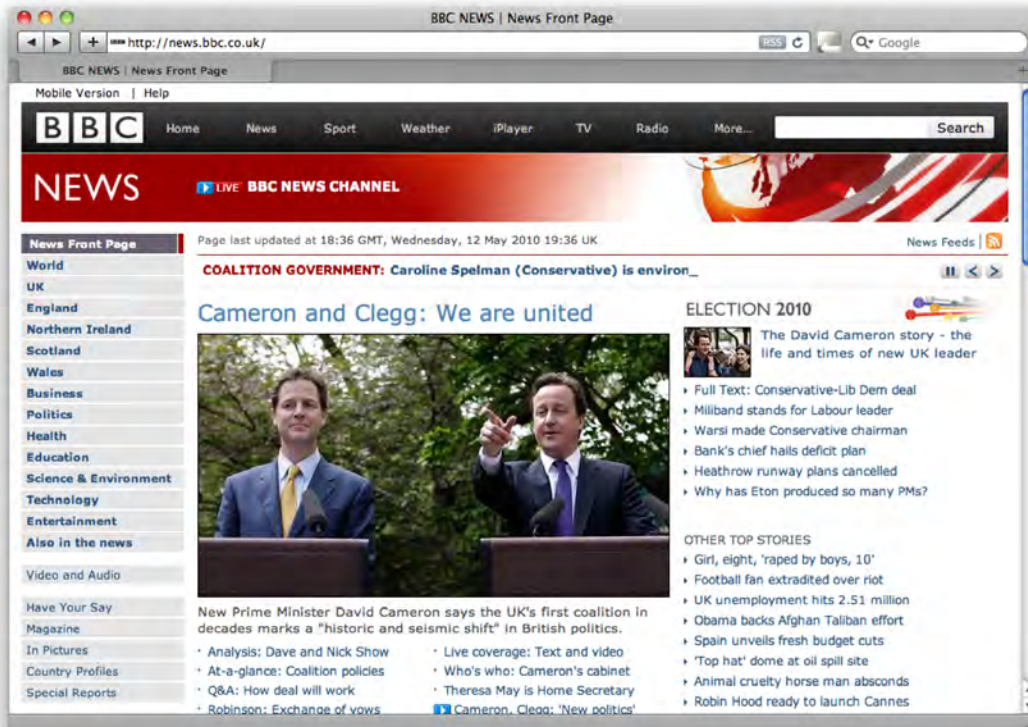 BBC NEWS | News Front Page
http://news.bbc.co.uk/
RSS
Google
BBC NEWS | News Front Page
Mobile Version | Help
BBC
Home News Sport Weather iPlayer TV Radio More...
Search
NEWS
LIVE BBC NEWS CHANNEL
News Front Page
World
UK
England
Northern Ireland
Scotland
Wales
Business
Politics
Health
Education
Science & Environment
Technology
Entertainment
Also in the news
Video and Audio
Have Your Say
Magazine
In Pictures
Country Profiles
Special Reports
Page last updated at 18:36 GMT, Wednesday, 12 May 2010 19:36 UK
News Feeds
COALITION GOVERNMENT: Caroline Spelman (Conservative) is environ_
Cameron and Clegg: We are united
New Prime Minister David Cameron says the UK's first coalition in
decades marks a "historic and seismic shift" in British politics.
Analysis: Dave and Nick Show
At-a-glance: Coalition policies
Q&A: How deal will work
Robinson: Exchange of vows
Live coverage: Text and video
Who's who: Cameron's cabinet
Theresa May is Home Secretary
Cameron, Clegg: 'New politics'
ELECTION 2010
The David Cameron story - the
life and times of new UK leader
Full Text: Conservative-Lib Dem deal
Miliband stands for Labour leader
Warsi made Conservative chairman
Bank's chief hails deficit plan
Heathrow runway plans cancelled
Why has Eton produced so many PMs?
OTHER TOP STORIES
Girl, eight, 'raped by boys, 10'
Football fan extradited over riot
UK unemployment hits 2.51 million
Obama backs Afghan Taliban effort
Spain unveils fresh budget cuts
'Top hat' dome at oil spill site
Animal cruelty horse man absconds
Robin Hood ready to launch Cannes